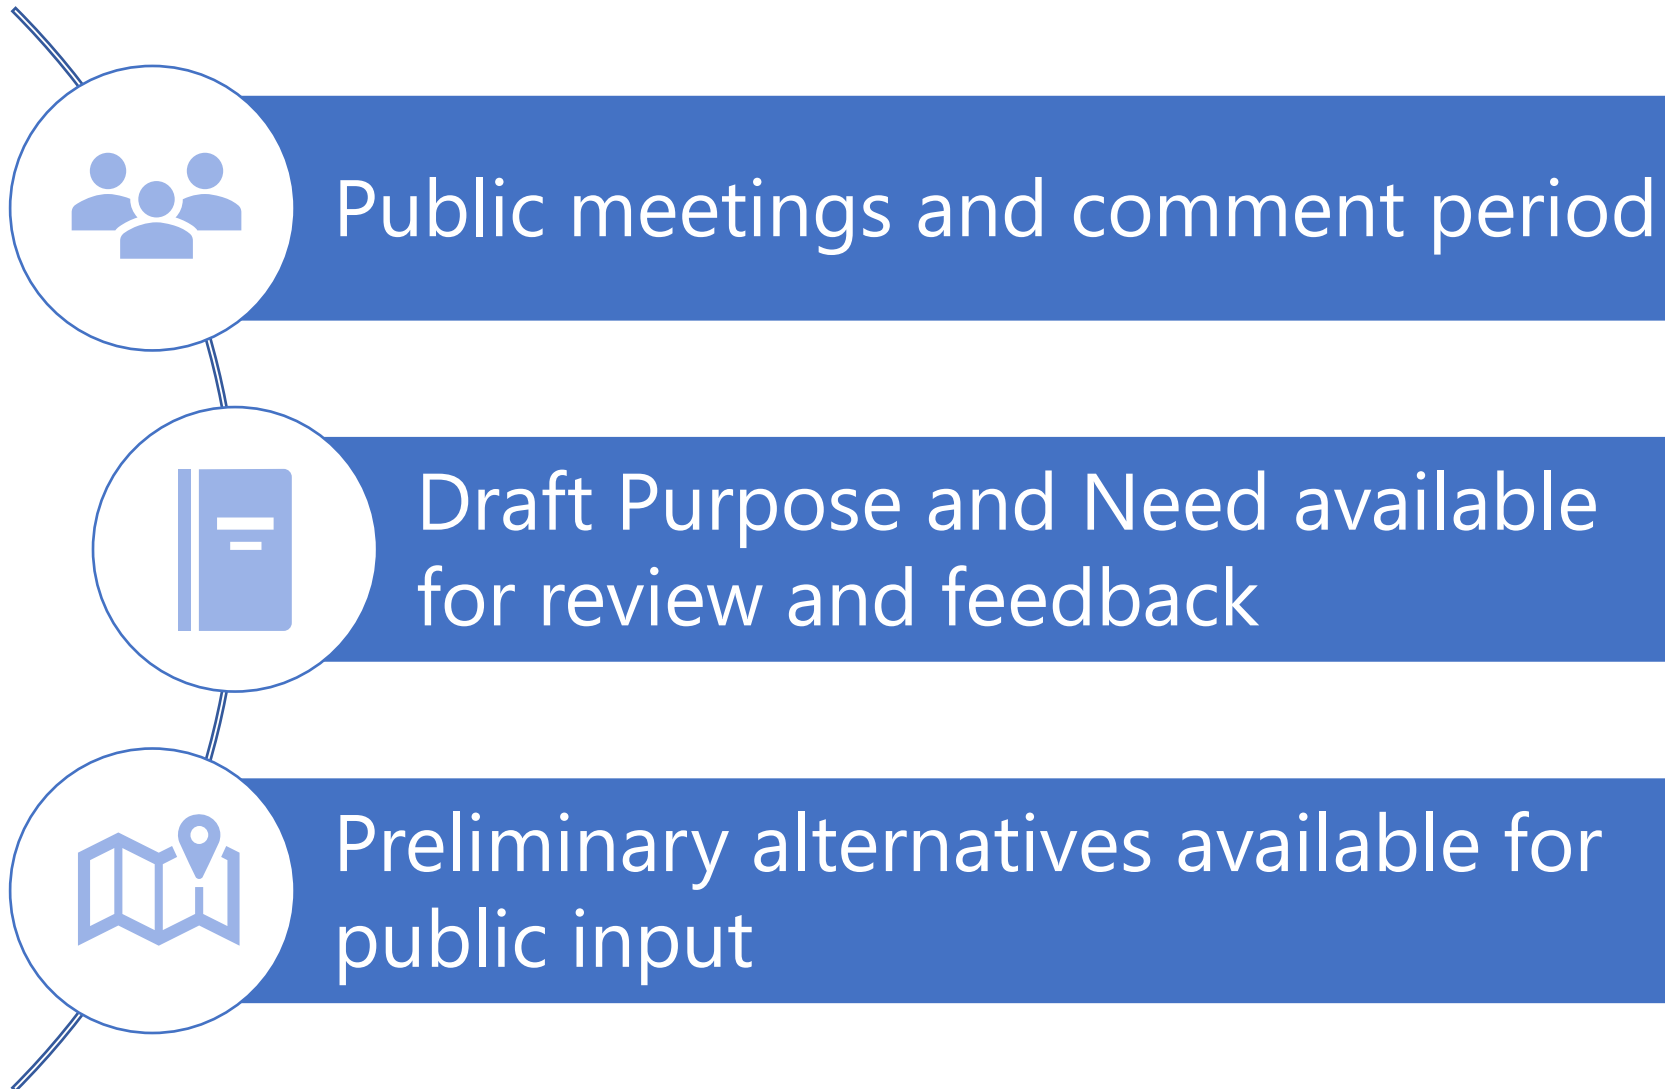 Public meetings and comment period
Draft Purpose and Need available
for review and feedback
Preliminary alternatives available for
public input